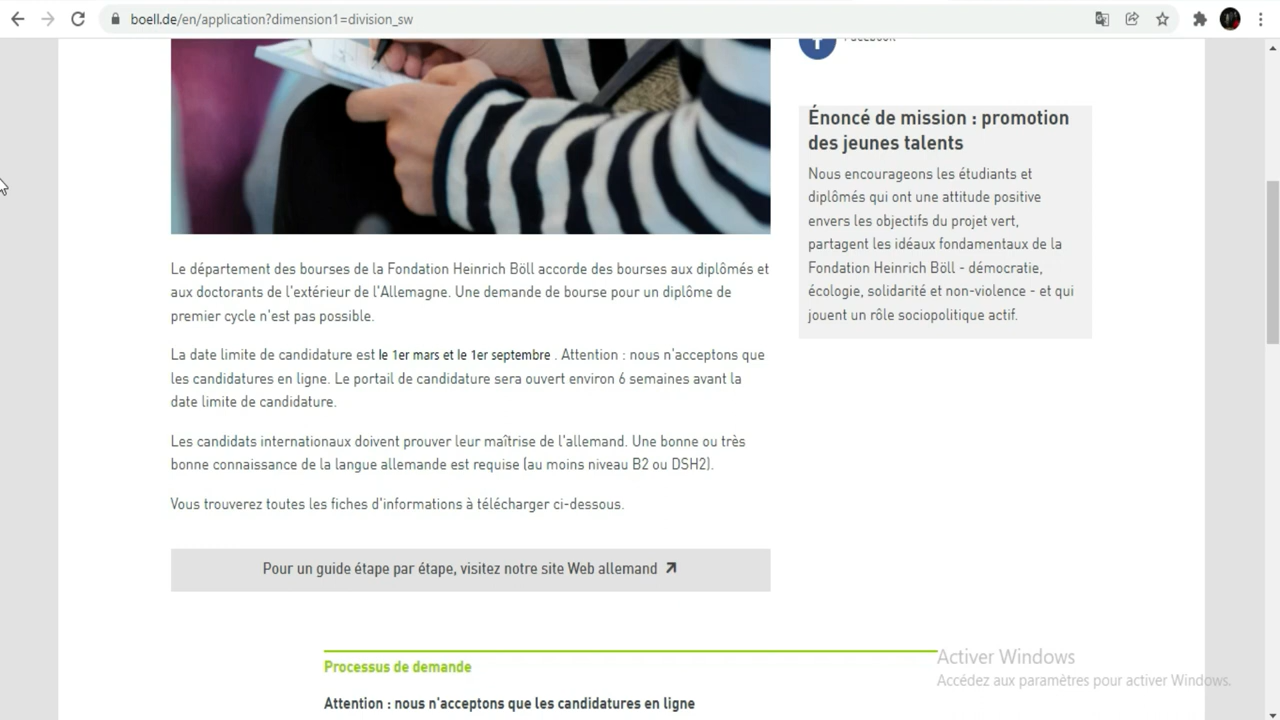 boell.de/en/application?dimension1=division_sw
Facebook
Énoncé de mission : promotion
des jeunes talents
Nous encourageons les étudiants et
diplômés qui ont une attitude positive
envers les objectifs du projet vert,
partagent les idéaux fondamentaux de la
Fondation Heinrich Böll - démocratie,
écologie, solidarité et non-violence - et qui
jouent un rôle sociopolitique actif.
Le département des bourses de la Fondation Heinrich Böll accorde des bourses aux diplômés et
aux doctorants de l'extérieur de l'Allemagne. Une demande de bourse pour un diplôme de
premier cycle n'est pas possible.
La date limite de candidature est le 1er mars et le 1er septembre . Attention : nous n'acceptons que
les candidatures en ligne. Le portail de candidature sera ouvert environ 6 semaines avant la
date limite de candidature.
Les candidats internationaux doivent prouver leur maîtrise de l'allemand. Une bonne ou très
bonne connaissance de la langue allemande est requise (au moins niveau B2 ou DSH2).
Vous trouverez toutes les fiches d'informations à télécharger ci-dessous.
Pour un guide étape par étape, visitez notre site Web allemand
Processus de demande
Attention : nous n'acceptons que les candidatures en ligne
Activer Windows
Accédez aux paramètres pour activer Windows.